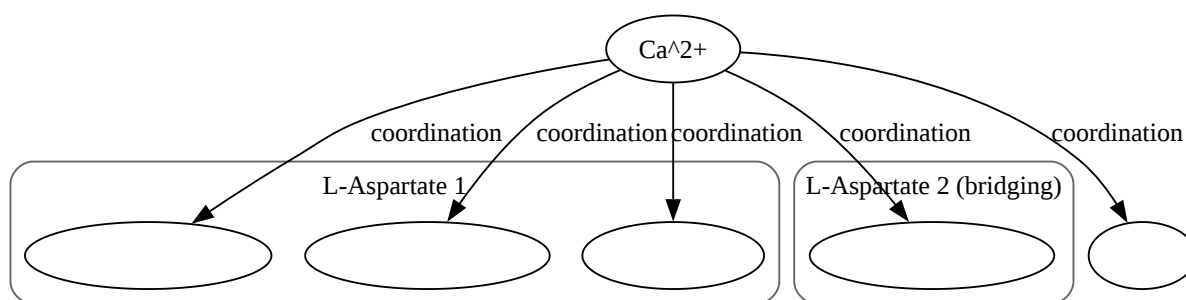 Ca^2+
coordination coordination coordination coordination coordination
L-Aspartate 1 L-Aspartate 2 (bridging)